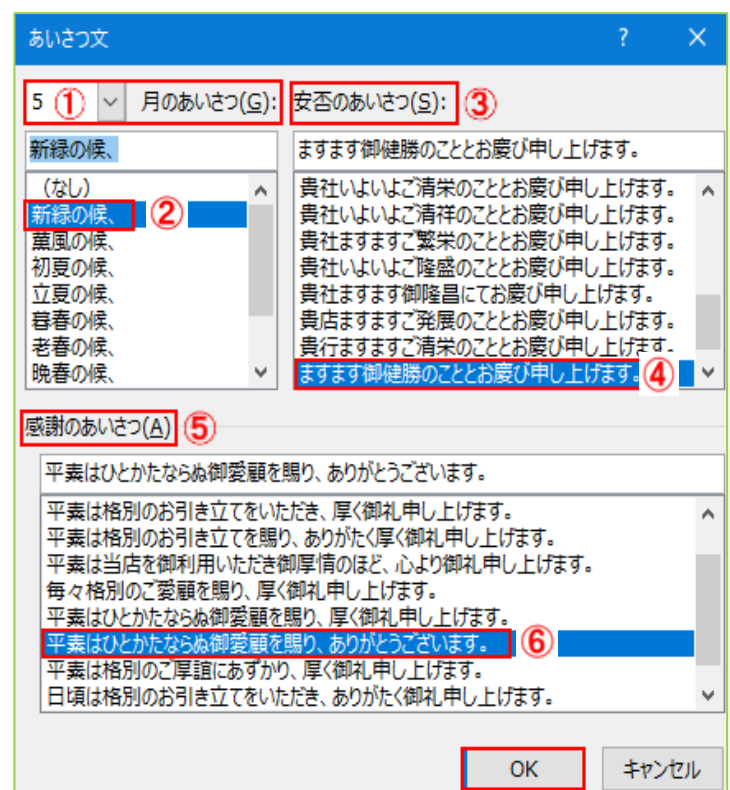 あいさつ文 ? ×
5 ① 月のあいさつ(G): 安否のあいさつ(S): ③
新緑の候、
(なし)
新緑の候、 ②
薫風の候、
初夏の候、
立夏の候、
暮春の候、
老春の候、
晩春の候、
ますます御健勝のこととお慶び申し上げます。
貴社いよいよご清栄のこととお慶び申し上げます。
貴社いよいよご清祥のこととお慶び申し上げます。
貴社ますますご繁栄のこととお慶び申し上げます。
貴社いよいよご隆盛のこととお慶び申し上げます。
貴社ますます御隆昌にてお慶び申し上げます。
貴店ますますご発展のこととお慶び申し上げます。
貴行ますますご清栄のこととお慶び申し上げます。
ますます御健勝のこととお慶び申し上げます。 ④
感謝のあいさつ(A) ⑤
平素はひとかたならぬ御愛顧を賜り、ありがとうございます。
平素は格別のお引き立てをいただき、厚く御礼申し上げます。
平素は格別のお引き立てを賜り、ありがたく厚く御礼申し上げます。
平素は当店を御利用いただき御厚情のほど、心より御礼申し上げます。
毎々格別のご愛顧を賜り、厚く御礼申し上げます。
平素はひとかたならぬ御愛顧を賜り、厚く御礼申し上げます。
平素はひとかたならぬ御愛顧を賜り、ありがとうございます。 ⑥
平素は格別のご厚誼にあずかり、厚く御礼申し上げます。
日頃は格別のお引き立てをいただき、ありがたく御礼申し上げます。
OK キャンセル